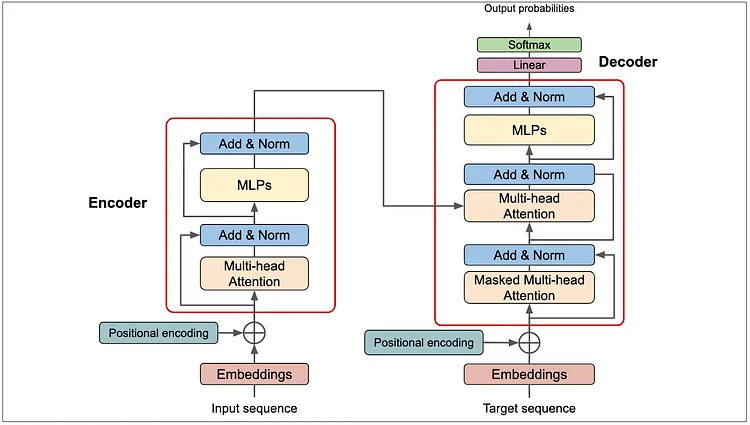 Output probabilities
Softmax
Linear
Decoder
Add & Norm
MLPs
Add & Norm
Multi-head
Attention
Add & Norm
Masked Multi-head
Attention
Positional encoding
Embeddings
Target sequence
Encoder
Add & Norm
MLPs
Add & Norm
Multi-head
Attention
Positional encoding
Embeddings
Input sequence